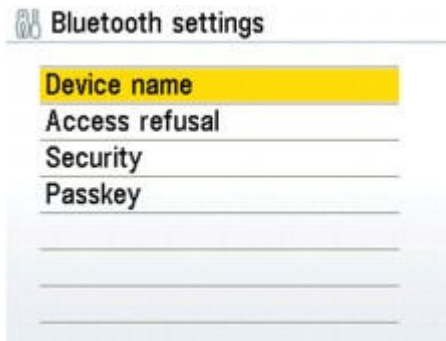 Bluetooth settings
Device name
Access refusal
Security
Passkey